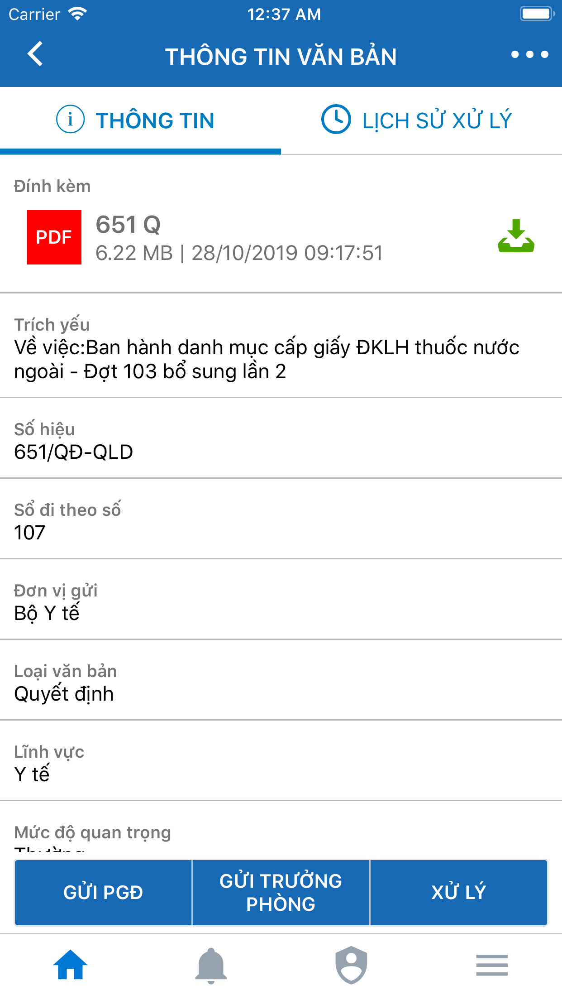 Carrier
12:37 AM
THÔNG TIN VĂN BẢN
THÔNG TIN
LỊCH SỬ XỬ LÝ
Đính kèm
PDF
651 Q
6.22 MB | 28/10/2019 09:17:51
Trích yếu
Về việc:Ban hành danh mục cấp giấy ĐKLH thuốc nước
ngoài - Đợt 103 bổ sung lần 2
Số hiệu
651/QĐ-QLD
Sổ đi theo số
107
Đơn vị gửi
Bộ Y tế
Loại văn bản
Quyết định
Lĩnh vực
Y tế
Mức độ quan trọng
Thường
GỬI PGĐ
GỬI TRƯỞNG
PHÒNG
XỬ LÝ